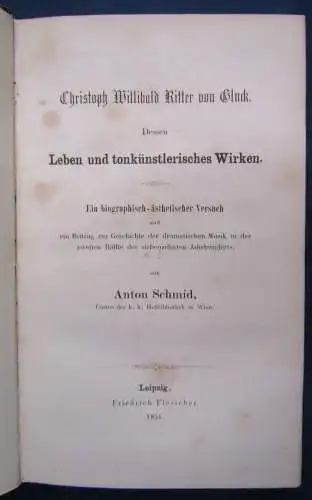 Christoph Willibald Ritter von Gluck.
Dessen
Leben und tonkünstlerisches Wirken.
Ein biographisch-ästhetischer Versuch
und
ein Beitrag zur Geschichte der dramatischen Musik in der
zweiten Hälfte des siebenzehnten Jahrhunderts.
von
Anton Schmid,
Custos der k. k. Hofbibliothek in Wien.
Leipzig,
Friedrich Fleischer
1854.